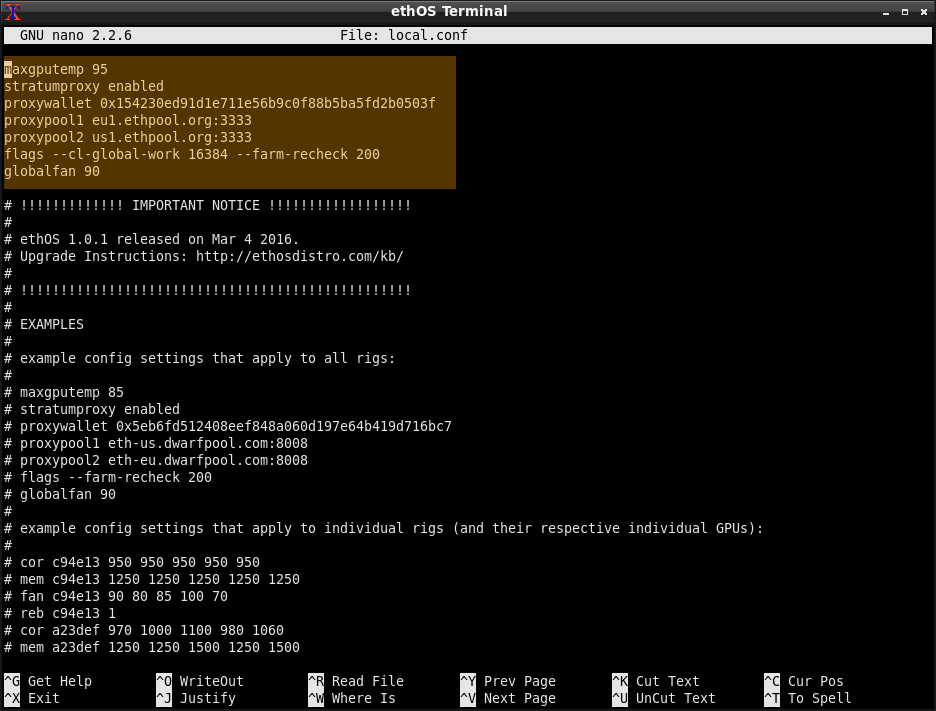 ethOS Terminal
GNU nano 2.2.6 File: local.conf
maxgputemp 95
stratumproxy enabled
proxywallet 0x154230ed91d1e711e56b9c0f88b5ba5fd2b0503f
proxypool1 eu1.ethpool.org:3333
proxypool2 us1.ethpool.org:3333
flags --cl-global-work 16384 --farm-recheck 200
globalfan 90
# !!!!!!!!!!!!! IMPORTANT NOTICE !!!!!!!!!!!!!!!!!!
#
# ethOS 1.0.1 released on Mar 4 2016.
# Upgrade Instructions: http://ethosdistro.com/kb/
#
# !!!!!!!!!!!!!!!!!!!!!!!!!!!!!!!!!!!!!!!!!!!!!!!!!
#
# EXAMPLES
#
# example config settings that apply to all rigs:
#
# maxgputemp 85
# stratumproxy enabled
# proxywallet 0x5eb6fd512408eef848a060d197e64b419d716bc7
# proxypool1 eth-us.dwarfpool.com:8008
# proxypool2 eth-eu.dwarfpool.com:8008
# flags --farm-recheck 200
# globalfan 90
#
# example config settings that apply to individual rigs (and their respective individual GPUs):
#
# cor c94e13 950 950 950 950 950
# mem c94e13 1250 1250 1250 1250 1250
# fan c94e13 90 80 85 100 70
# reb c94e13 1
# cor a23def 970 1000 1100 980 1060
# mem a23def 1250 1250 1500 1250 1500
^G Get Help ^O WriteOut ^R Read File ^Y Prev Page ^K Cut Text ^C Cur Pos
^X Exit ^J Justify ^W Where Is ^V Next Page ^U UnCut Text ^T To Spell